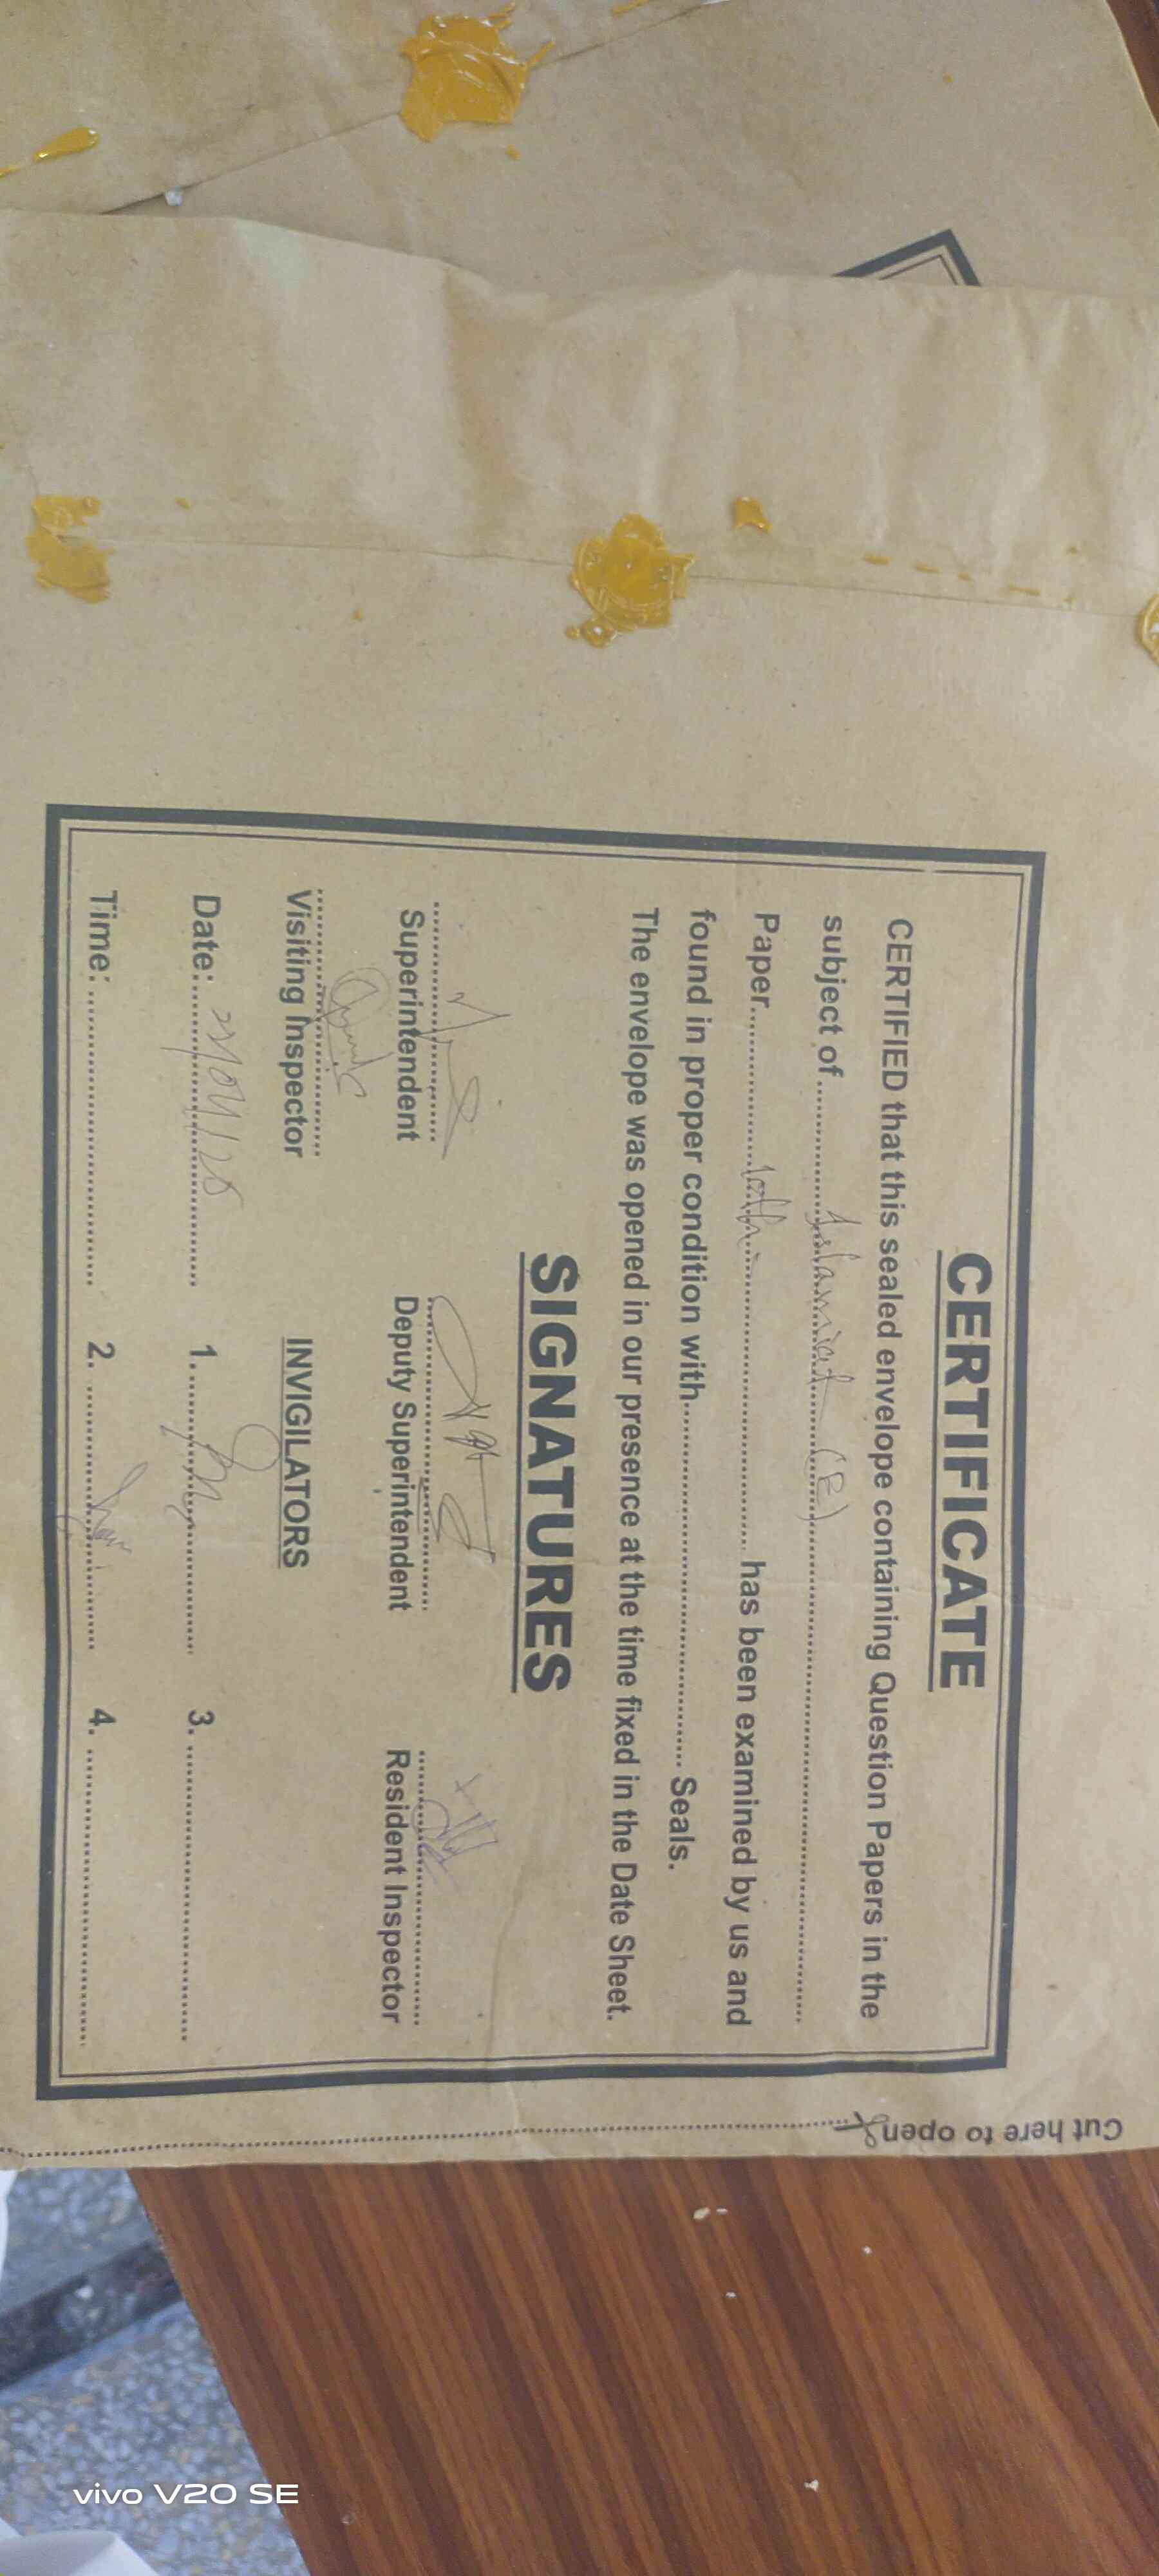 CERTIFICATE
CERTIFIED that this sealed envelope containing Question Papers in the
subject of.......... Islamiat (B) ..........
Paper.......... 10th .......... has been examined by us and
found in proper condition with.......... Seals.
The envelope was opened in our presence at the time fixed in the Date Sheet.
SIGNATURES
Superintendent Deputy Superintendent Resident Inspector
Visiting Inspector INVIGILATORS
Date: .......... 1. .......... 3. ..........
Time: .......... 2. .......... 4. ..........
Cut here to open
vivo V20 SE